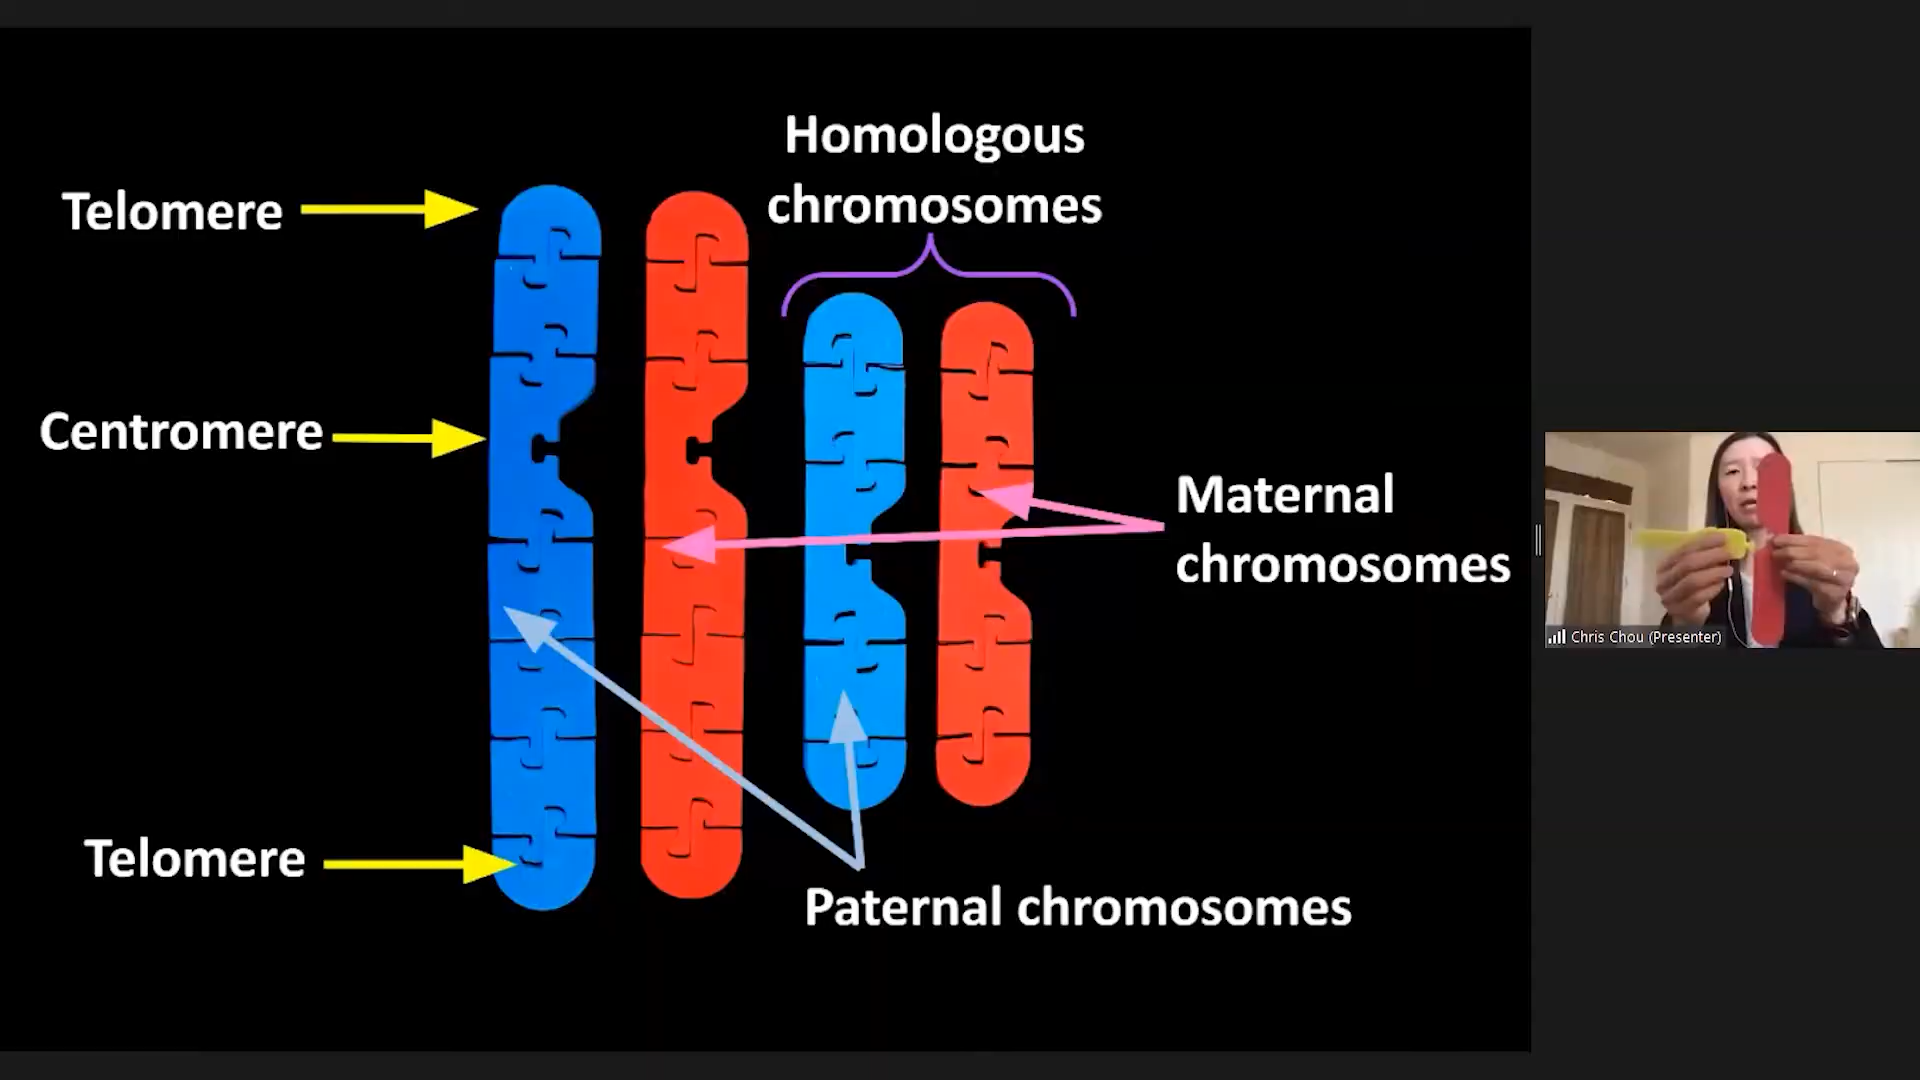 Homologous
chromosomes
Telomere
Centromere
Maternal
chromosomes
Telomere
Paternal chromosomes
Chris Chou (Presenter)